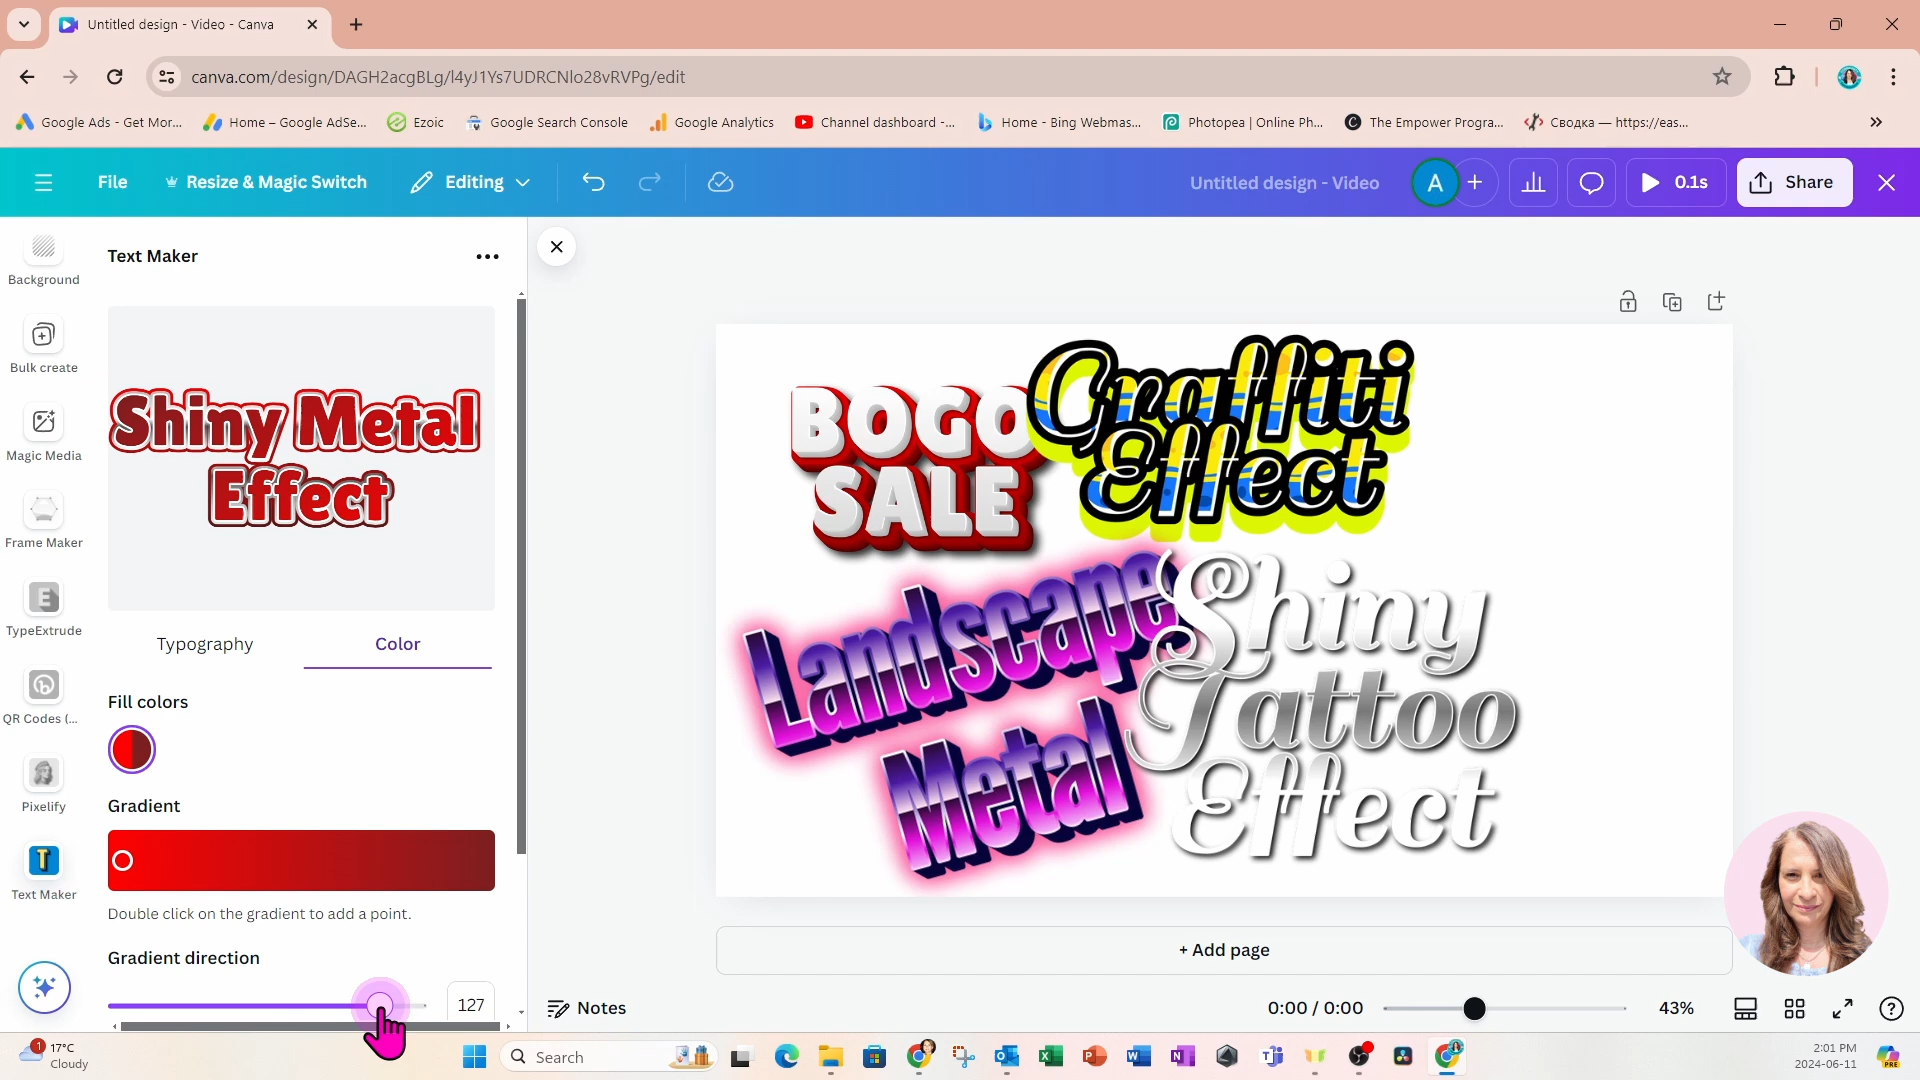 Untitled design - Video - Canva
canva.com/design/DAGH2acgBLg/l4yJ1Ys7UDRCNlo28vRVPg/edit
Google Ads - Get Mor...
Home – Google AdSe...
Ezoic
Google Search Console
Google Analytics
Channel dashboard -...
Home - Bing Webmas...
Photopea | Online Ph...
The Empower Progra...
Сводка — https://eas...
File
Resize & Magic Switch
Editing
Untitled design - Video
A
0.1s
Share
Background
Bulk create
Magic Media
Frame Maker
TypeExtrude
QR Codes (...
Pixelify
Text Maker
Text Maker
Shiny Metal
Effect
Typography
Color
Fill colors
Gradient
Double click on the gradient to add a point.
Gradient direction
127
BOGO
SALE
Graffiti
Effect
Landscape
Metal
Shiny
Tattoo
Effect
+ Add page
Notes
0:00 / 0:00
43%
1
17°C
Cloudy
Search
2:01 PM
2024-06-11